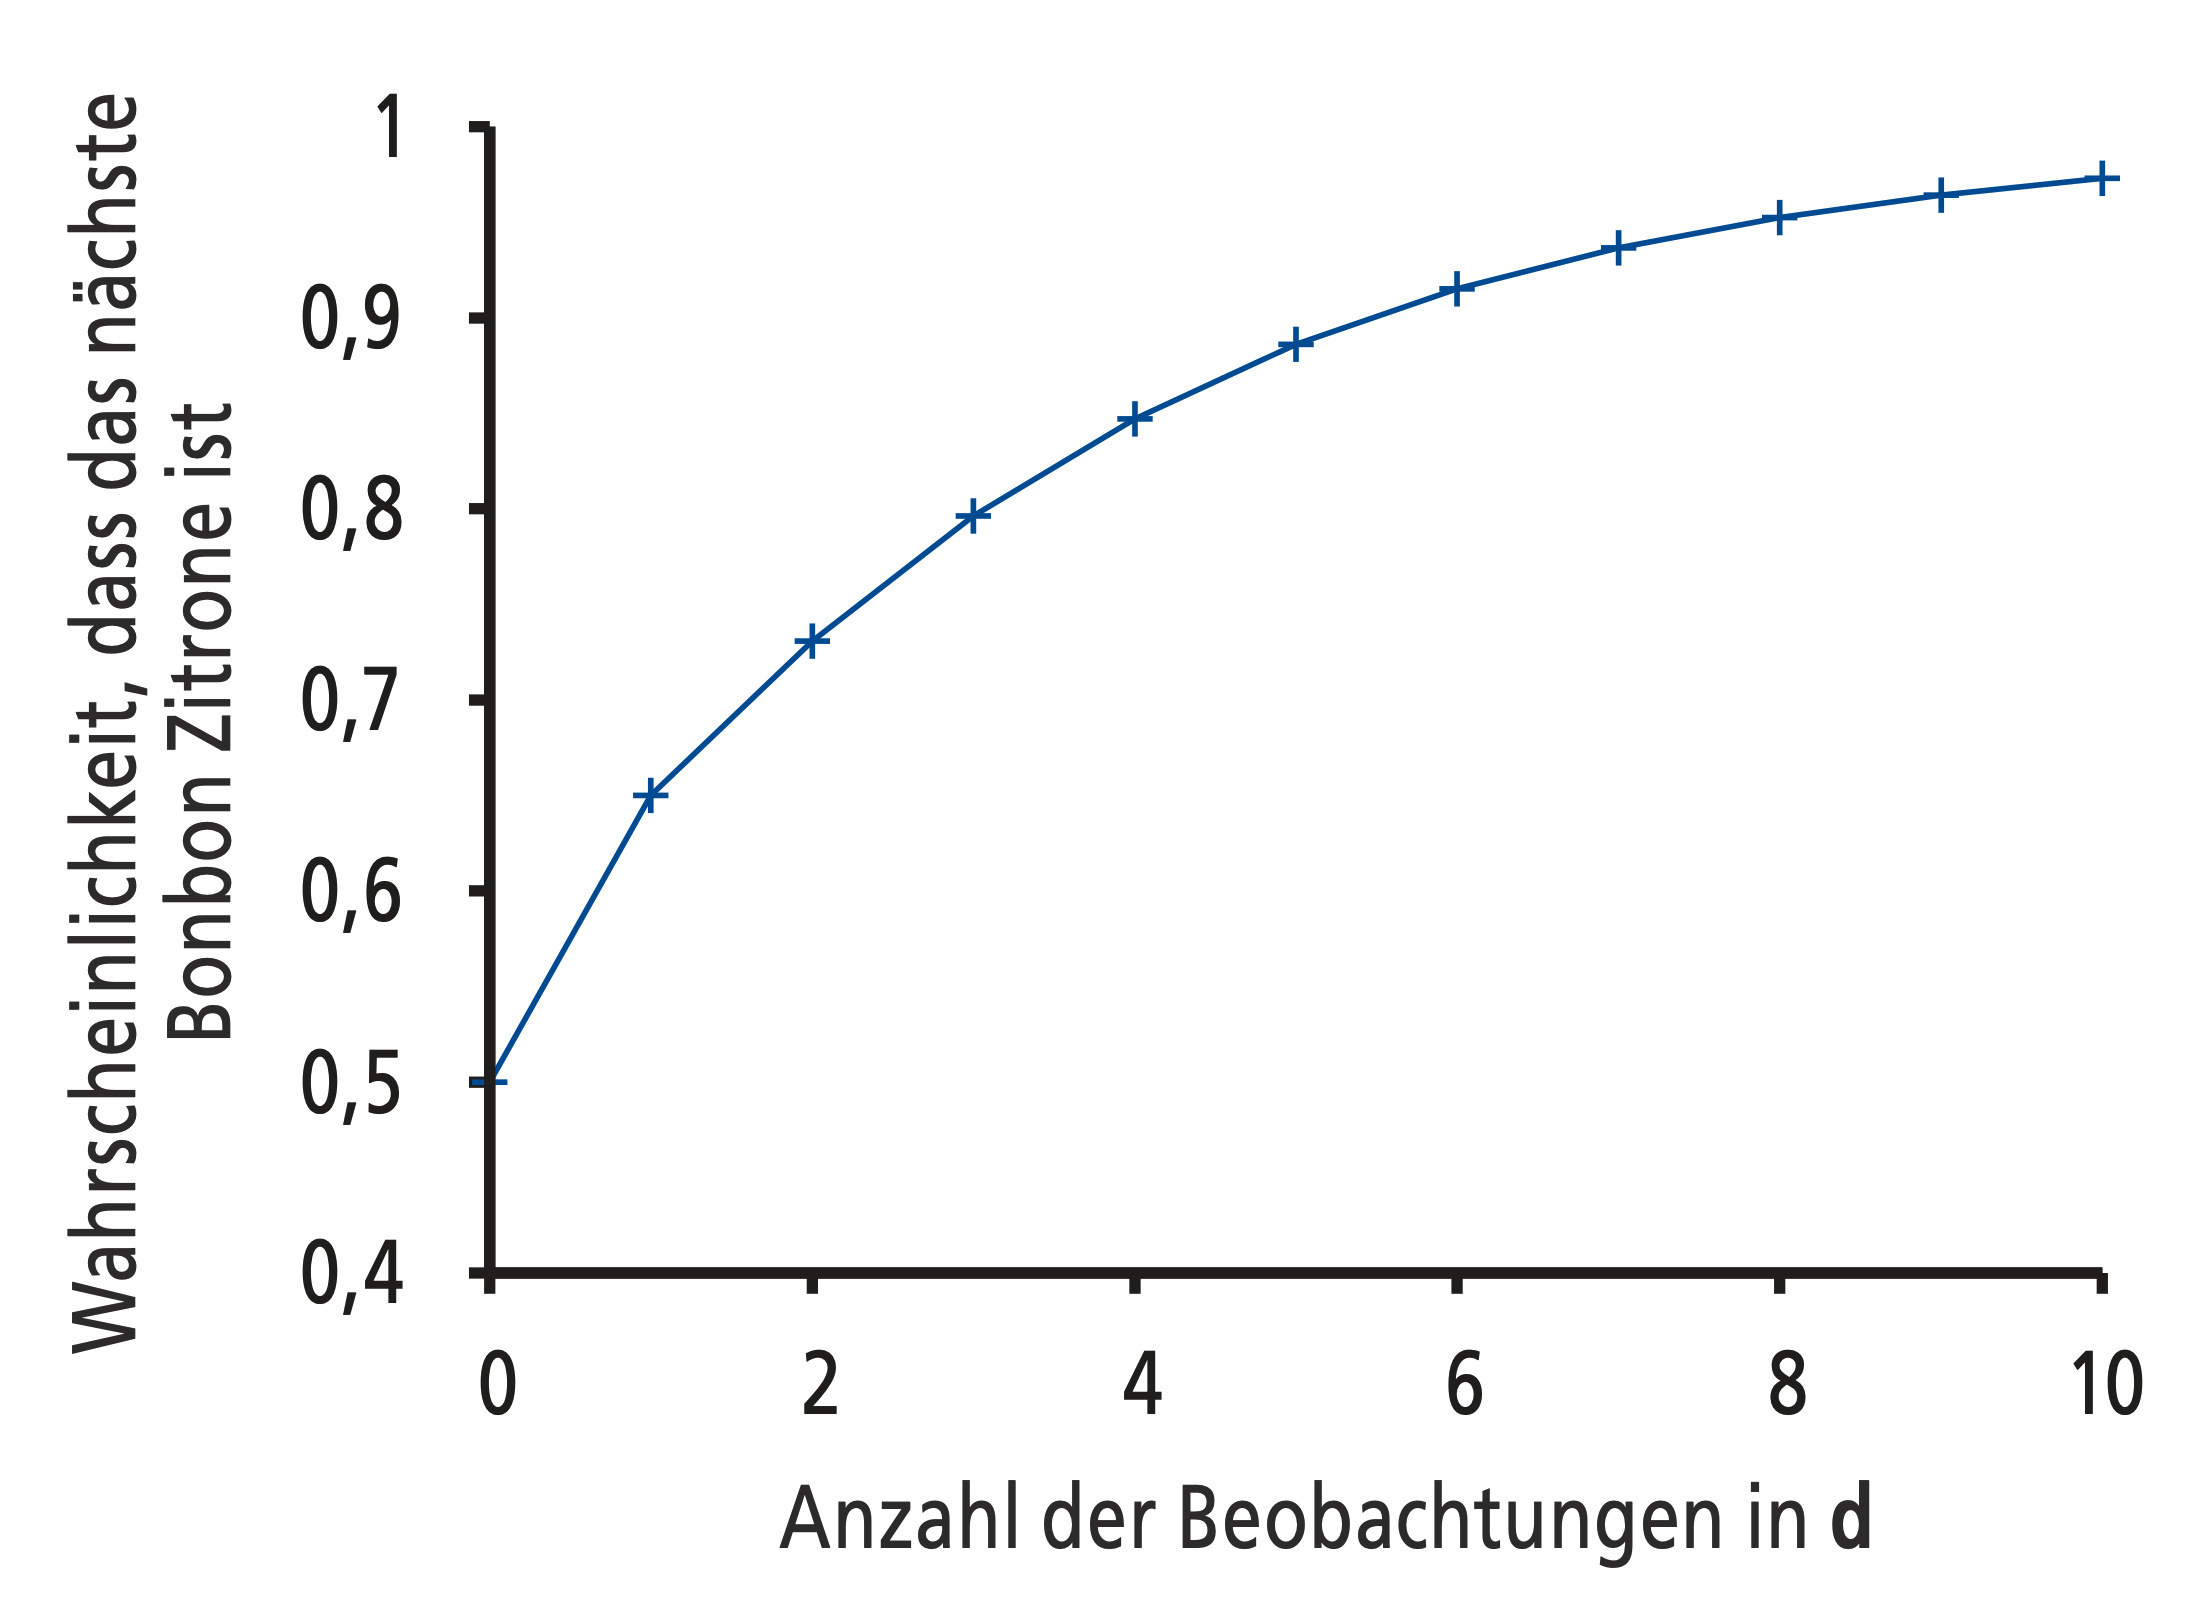 Wahrscheinlichkeit, dass das nächste
Bonbon Zitrone ist
1
0,9
0,8
0,7
0,6
0,5
0,4
0 2 4 6 8 10
Anzahl der Beobachtungen in d